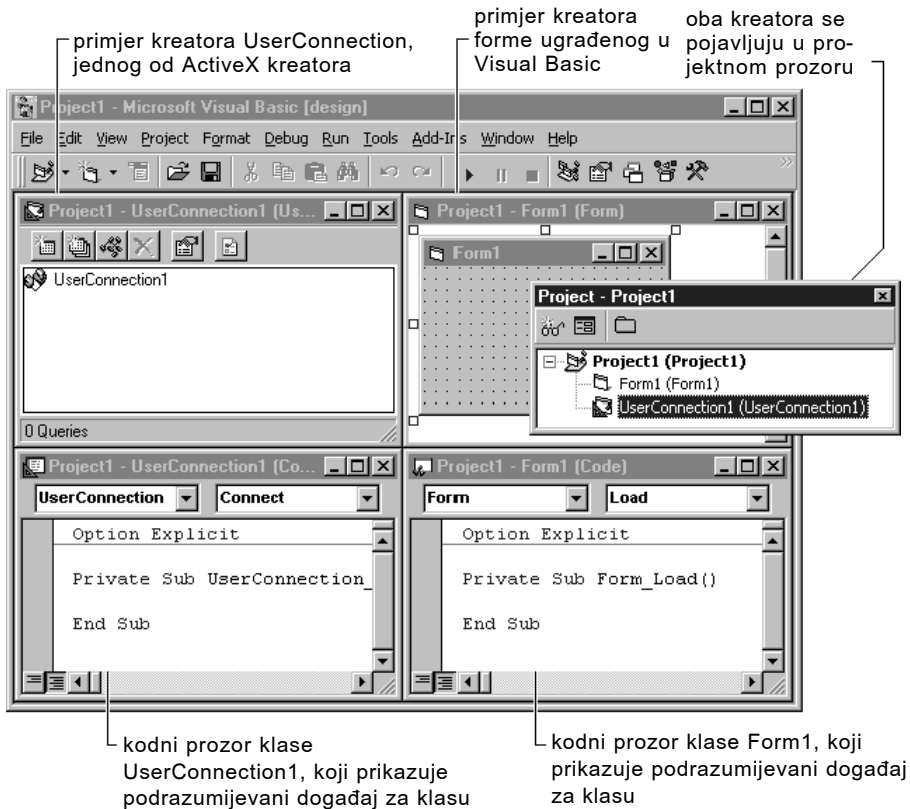 primjer kreatora UserConnection,
jednog od ActiveX kreatora
primjer kreatora
forme ugrađenog u
Visual Basic
oba kreatora se
pojavljuju u pro-
jektnom prozoru
Project1 - Microsoft Visual Basic [design]
File Edit View Project Format Debug Run Tools Add-Ins Window Help
Project1 - UserConnection1 (Us...
UserConnection1
0 Queries
Project1 - Form1 (Form)
Form1
Project - Project1
Project1 (Project1)
Form1 (Form1)
UserConnection1 (UserConnection1)
Project1 - UserConnection1 (Co...
UserConnection Connect
Option Explicit
Private Sub UserConnection_
End Sub
Project1 - Form1 (Code)
Form Load
Option Explicit
Private Sub Form_Load()
End Sub
kodni prozor klase
UserConnection1, koji prikazuje
podrazumijevani događaj za klasu
kodni prozor klase Form1, koji
prikazuje podrazumijevani događaj
za klasu